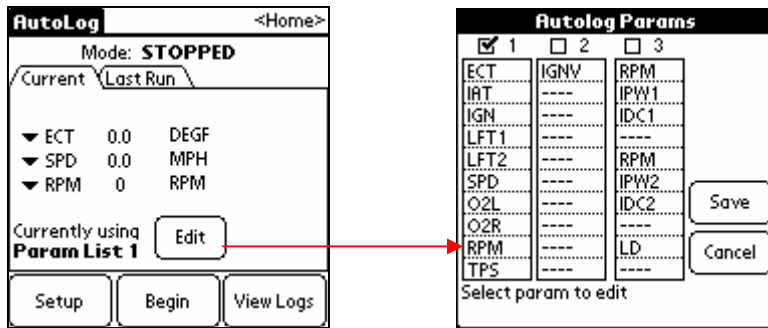 AutoLog <Home>
Mode: STOPPED
Current Last Run
ECT 0.0 DEGF
SPD 0.0 MPH
RPM 0 RPM
Currently using
Param List 1
Edit
Setup Begin View Logs
Autolog Params
1 2 3
ECT IGNV RPM
IAT ---- IPW1
IGN ---- IDC1
LFT1 ---- ----
LFT2 ---- RPM
SPD ---- IPW2
O2L ---- IDC2
O2R ---- ----
RPM ---- LD
TPS ---- ----
Save
Cancel
Select param to edit